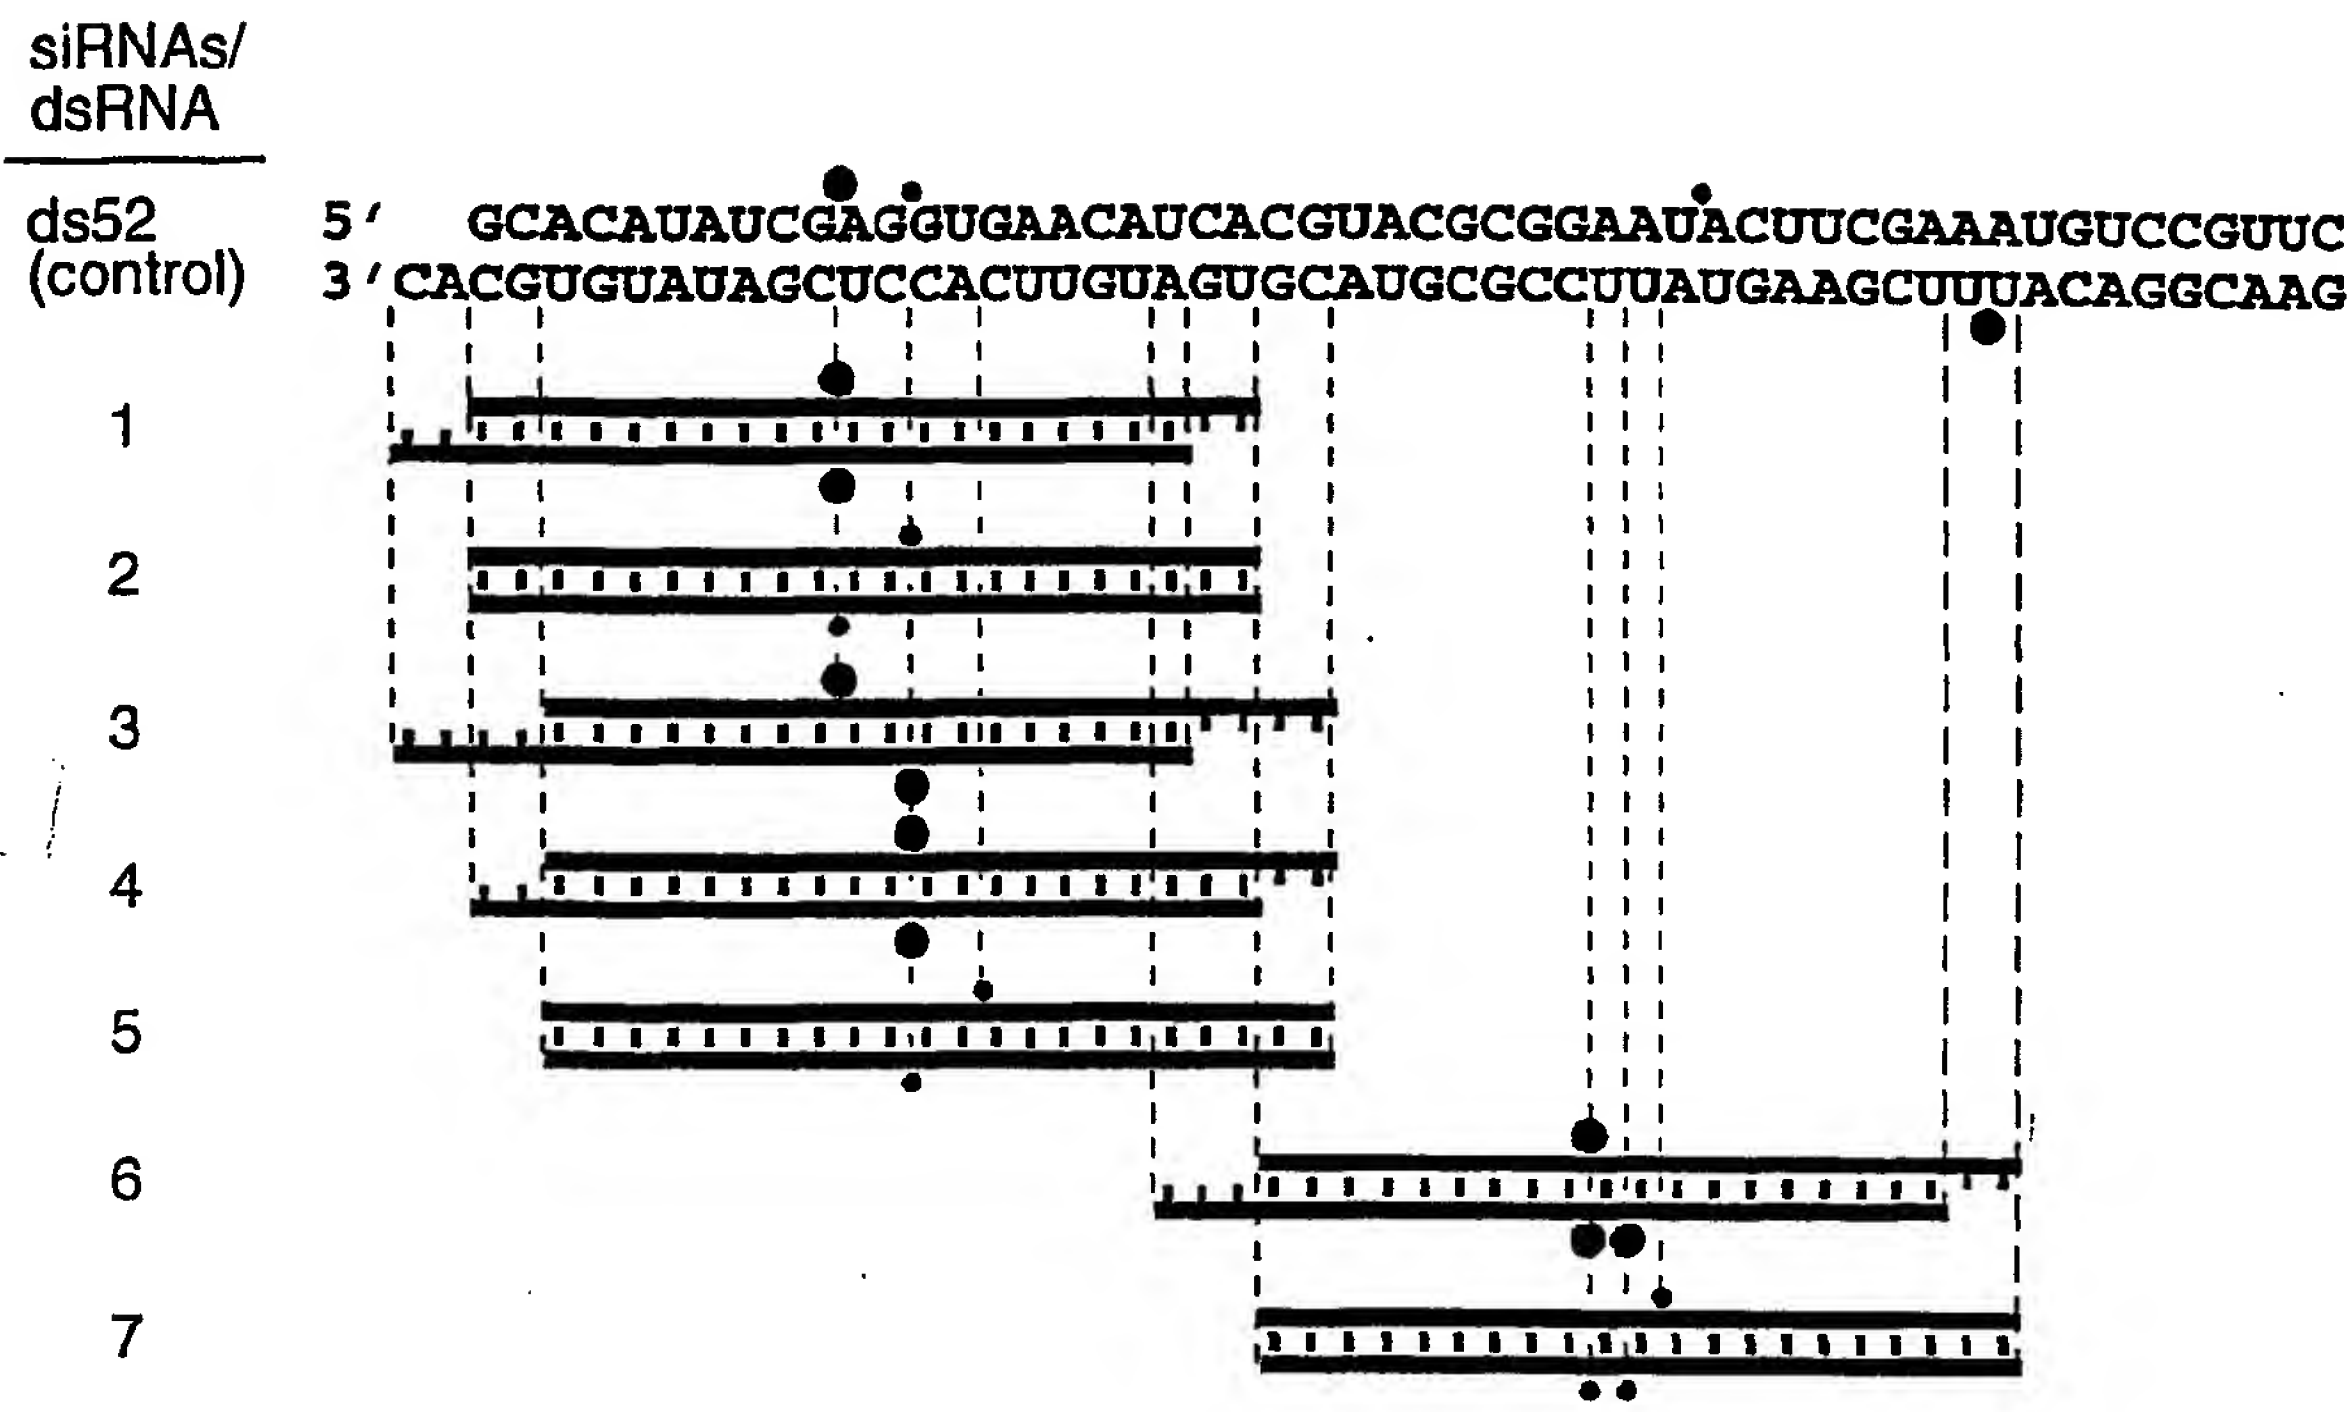 siRNAs/
dsRNA
ds52 5′ GCACAUAUCGAGGUGAACAUCACGUACGCGGAAUACUUCGAAAUGUCCGUUC
(control) 3′CACGUGUAUAGCUCCACUUGUAGUGCAUGCGCCUUAUGAAGCUUUACAGGCAAG
1
2
3
4
5
6
7